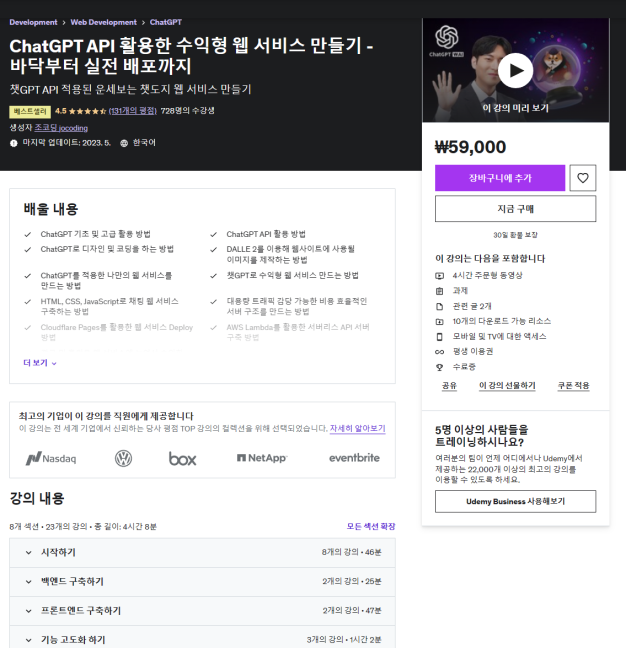 Development > Web Development > ChatGPT
ChatGPT API 활용한 수익형 웹 서비스 만들기 -
바닥부터 실전 배포까지
챗GPT API 적용된 운세보는 챗도지 웹 서비스 만들기
베스트셀러 4.5 (131개의 평점) 728명의 수강생
생성자 조코딩 jocoding
마지막 업데이트: 2023. 5. 한국어
ChatGPT
이 강의 미리 보기
₩59,000
장바구니에 추가
지금 구매
30일 환불 보장
이 강의는 다음을 포함합니다
4시간 주문형 동영상
과제
관련 글 2개
10개의 다운로드 가능 리소스
모바일 및 TV에 대한 액세스
평생 이용권
수료증
공유 이 강의 선물하기 쿠폰 적용
5명 이상의 사람들을
트레이닝하시나요?
여러분의 팀이 언제 어디에서나 Udemy에서
제공하는 22,000개 이상의 최고의 강의를
이용할 수 있도록 하세요.
Udemy Business 사용해보기
배울 내용
ChatGPT 기초 및 고급 활용 방법
ChatGPT API 활용 방법
ChatGPT로 디자인 및 코딩을 하는 방법
DALLE 2를 이용해 웹사이트에 사용될
이미지를 제작하는 방법
ChatGPT를 적용한 나만의 웹 서비스를
만드는 방법
챗GPT로 수익형 웹 서비스 만드는 방법
HTML, CSS, JavaScript로 채팅 웹 서비스
구축하는 방법
대용량 트래픽 감당 가능한 비용 효율적인
서버 구조를 만드는 방법
Cloudflare Pages를 활용한 웹 서비스 Deploy
방법
AWS Lambda를 활용한 서버리스 API 서버
구축 방법
더 보기
최고의 기업이 이 강의를 직원에게 제공합니다
이 강의는 전 세계 기업에서 신뢰하는 당사 평점 TOP 강의의 컬렉션을 위해 선택되었습니다. 자세히 알아보기
Nasdaq box NetApp eventbrite
강의 내용
8개 섹션 • 23개의 강의 • 총 길이: 4시간 8분 모든 섹션 확장
시작하기 8개의 강의 • 46분
백엔드 구축하기 2개의 강의 • 25분
프론트엔드 구축하기 2개의 강의 • 47분
기능 고도화 하기 3개의 강의 • 1시간 2분